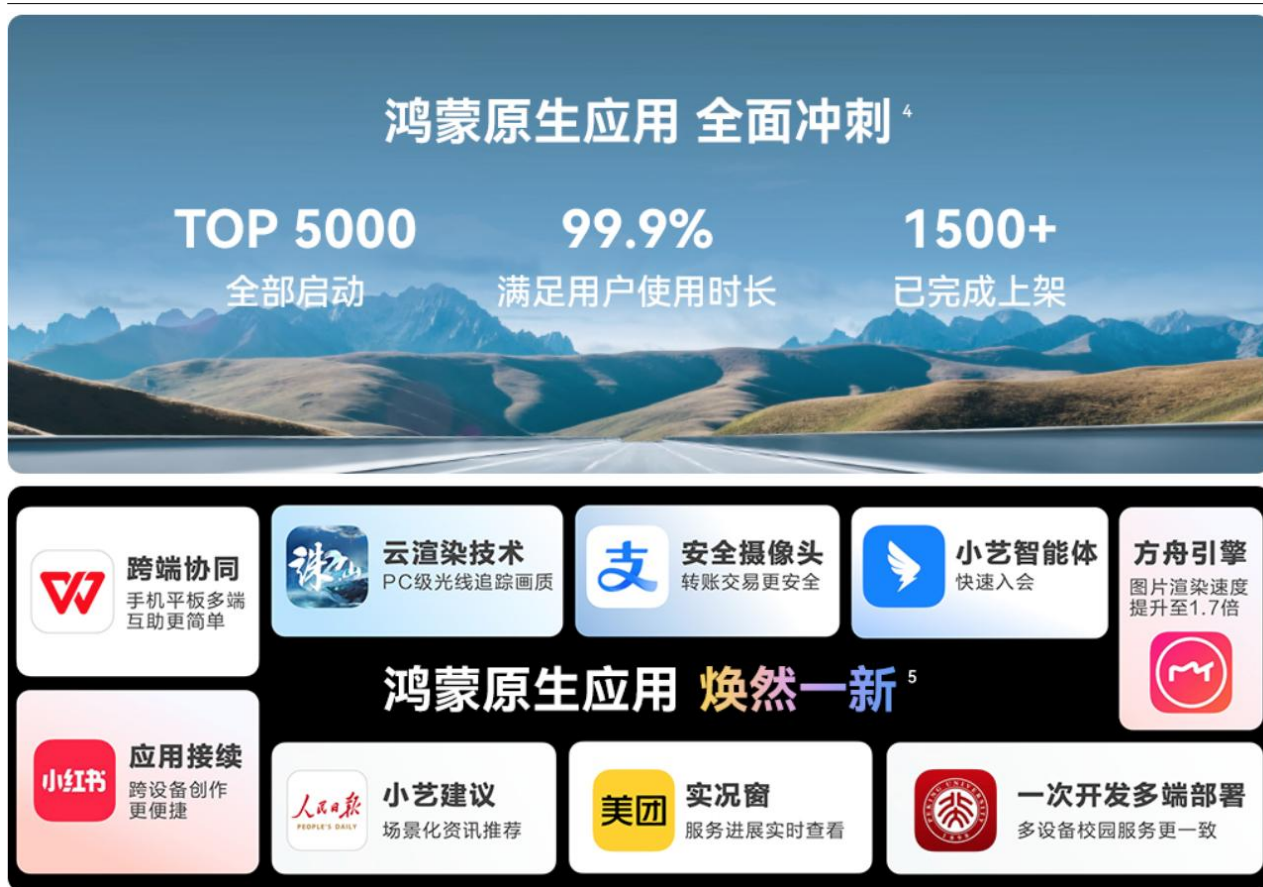 鸿蒙原生应用 全面冲刺 4
TOP 5000
全部启动
99.9%
满足用户使用时长
1500+
已完成上架
跨端协同
手机平板多端
互助更简单
云渲染技术
PC级光线追踪画质
支
安全摄像头
转账交易更安全
小艺智能体
快速入会
方舟引擎
图片渲染速度
提升至1.7倍
鸿蒙原生应用 焕然一新 5
小红书
应用接续
跨设备创作
更便捷
人民日报
PEOPLE'S DAILY
小艺建议
场景化资讯推荐
美团
实况窗
服务进展实时查看
PEKING UNIVERSITY
1898
一次开发多端部署
多设备校园服务更一致